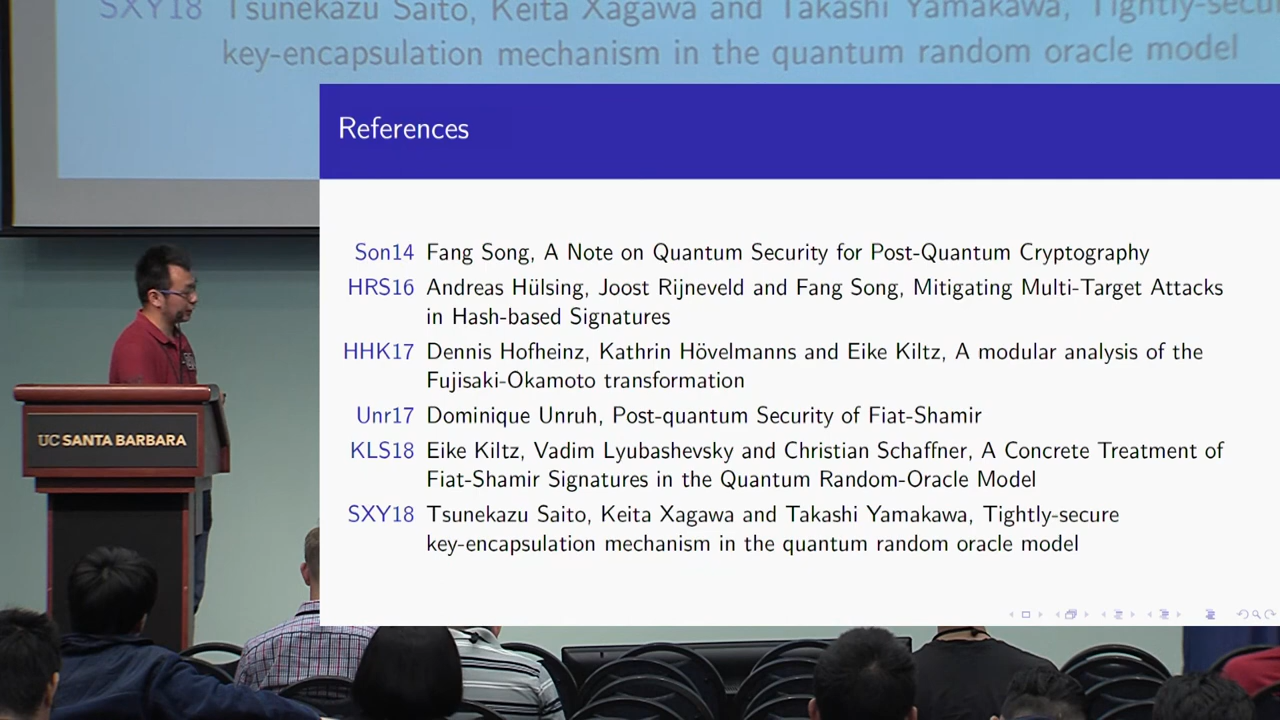 SXY18 Tsunekazu Saito, Keita Xagawa and Takashi Yamakawa,
key-encapsulation mechanism in the quantum random oracle model
References
Son14 Fang Song, A Note on Quantum Security for Post-Quantum Cryptography
HRS16 Andreas Hülsing, Joost Rijneveld and Fang Song, Mitigating Multi-Target Attacks
in Hash-based Signatures
HHK17 Dennis Hofheinz, Kathrin Hövelmanns and Eike Kiltz, A modular analysis of the
Fujisaki-Okamoto transformation
Unr17 Dominique Unruh, Post-quantum Security of Fiat-Shamir
KLS18 Eike Kiltz, Vadim Lyubashevsky and Christian Schaffner, A Concrete Treatment of
Fiat-Shamir Signatures in the Quantum Random-Oracle Model
SXY18 Tsunekazu Saito, Keita Xagawa and Takashi Yamakawa, Tightly-secure
key-encapsulation mechanism in the quantum random oracle model
UC SANTA BARBARA